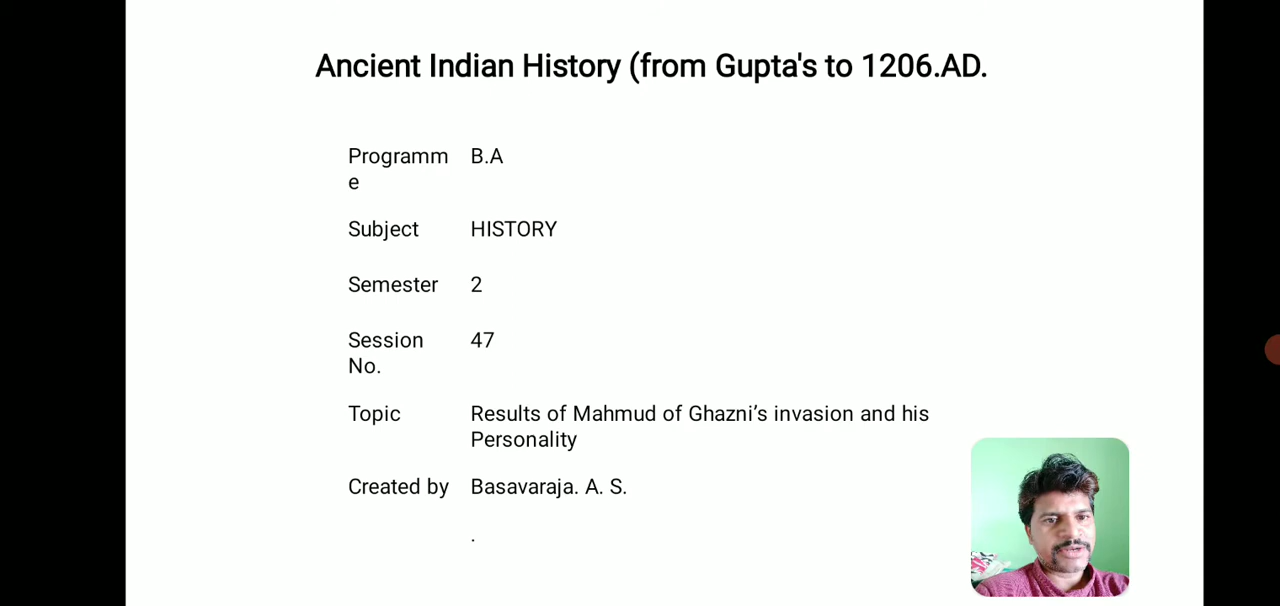 Ancient Indian History (from Gupta's to 1206.AD.
Programm B.A
e
Subject HISTORY
Semester 2
Session 47
No.
Topic Results of Mahmud of Ghazni’s invasion and his
Personality
Created by Basavaraja. A. S.
.